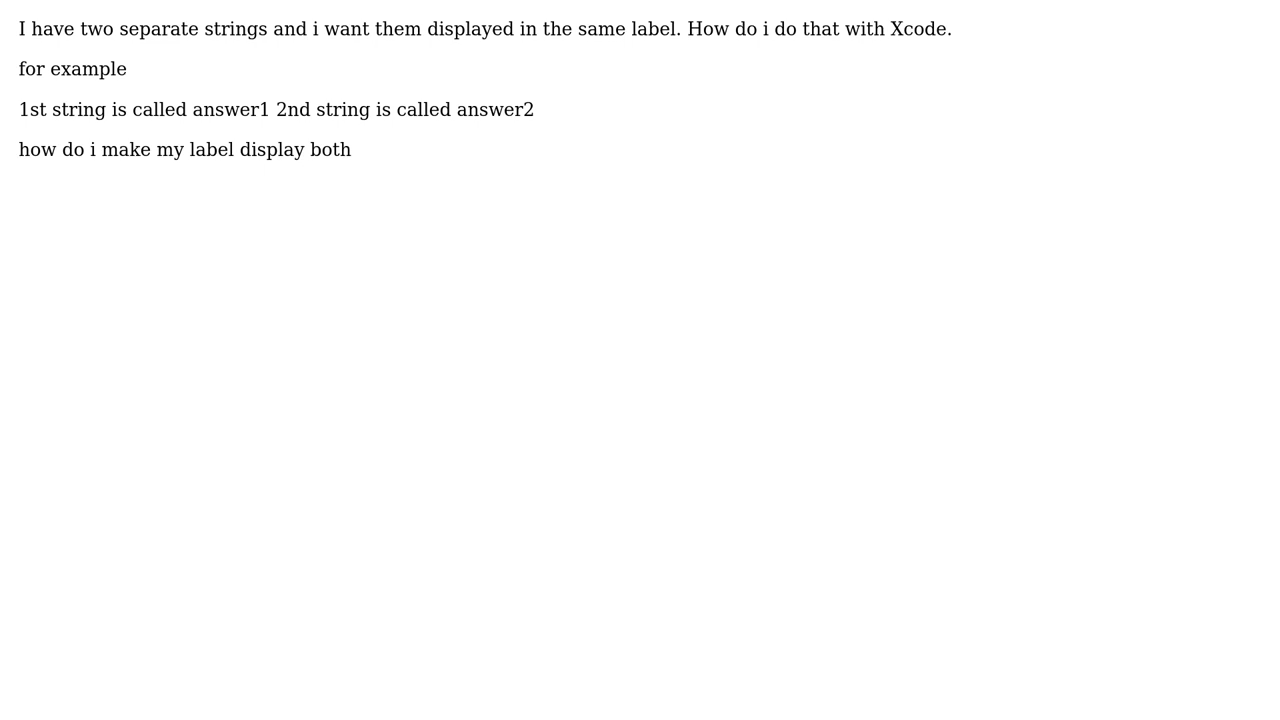 I have two separate strings and i want them displayed in the same label. How do i do that with Xcode.
for example
1st string is called answer1 2nd string is called answer2
how do i make my label display both